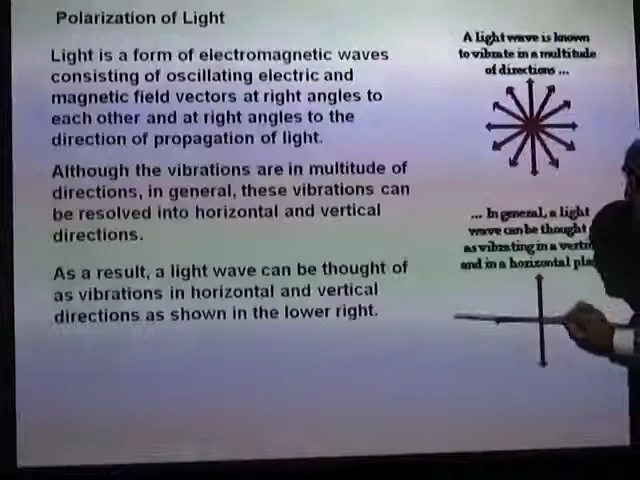 Polarization of Light
Light is a form of electromagnetic waves
consisting of oscillating electric and
magnetic field vectors at right angles to
each other and at right angles to the
direction of propagation of light.
Although the vibrations are in multitude of
directions, in general, these vibrations can
be resolved into horizontal and vertical
directions.
As a result, a light wave can be thought of
as vibrations in horizontal and vertical
directions as shown in the lower right.
A light wave is known
to vibrate in a multitude
of directions ...
... In general, a light
wave can be thought
as vibrating in a
and in a horizontal